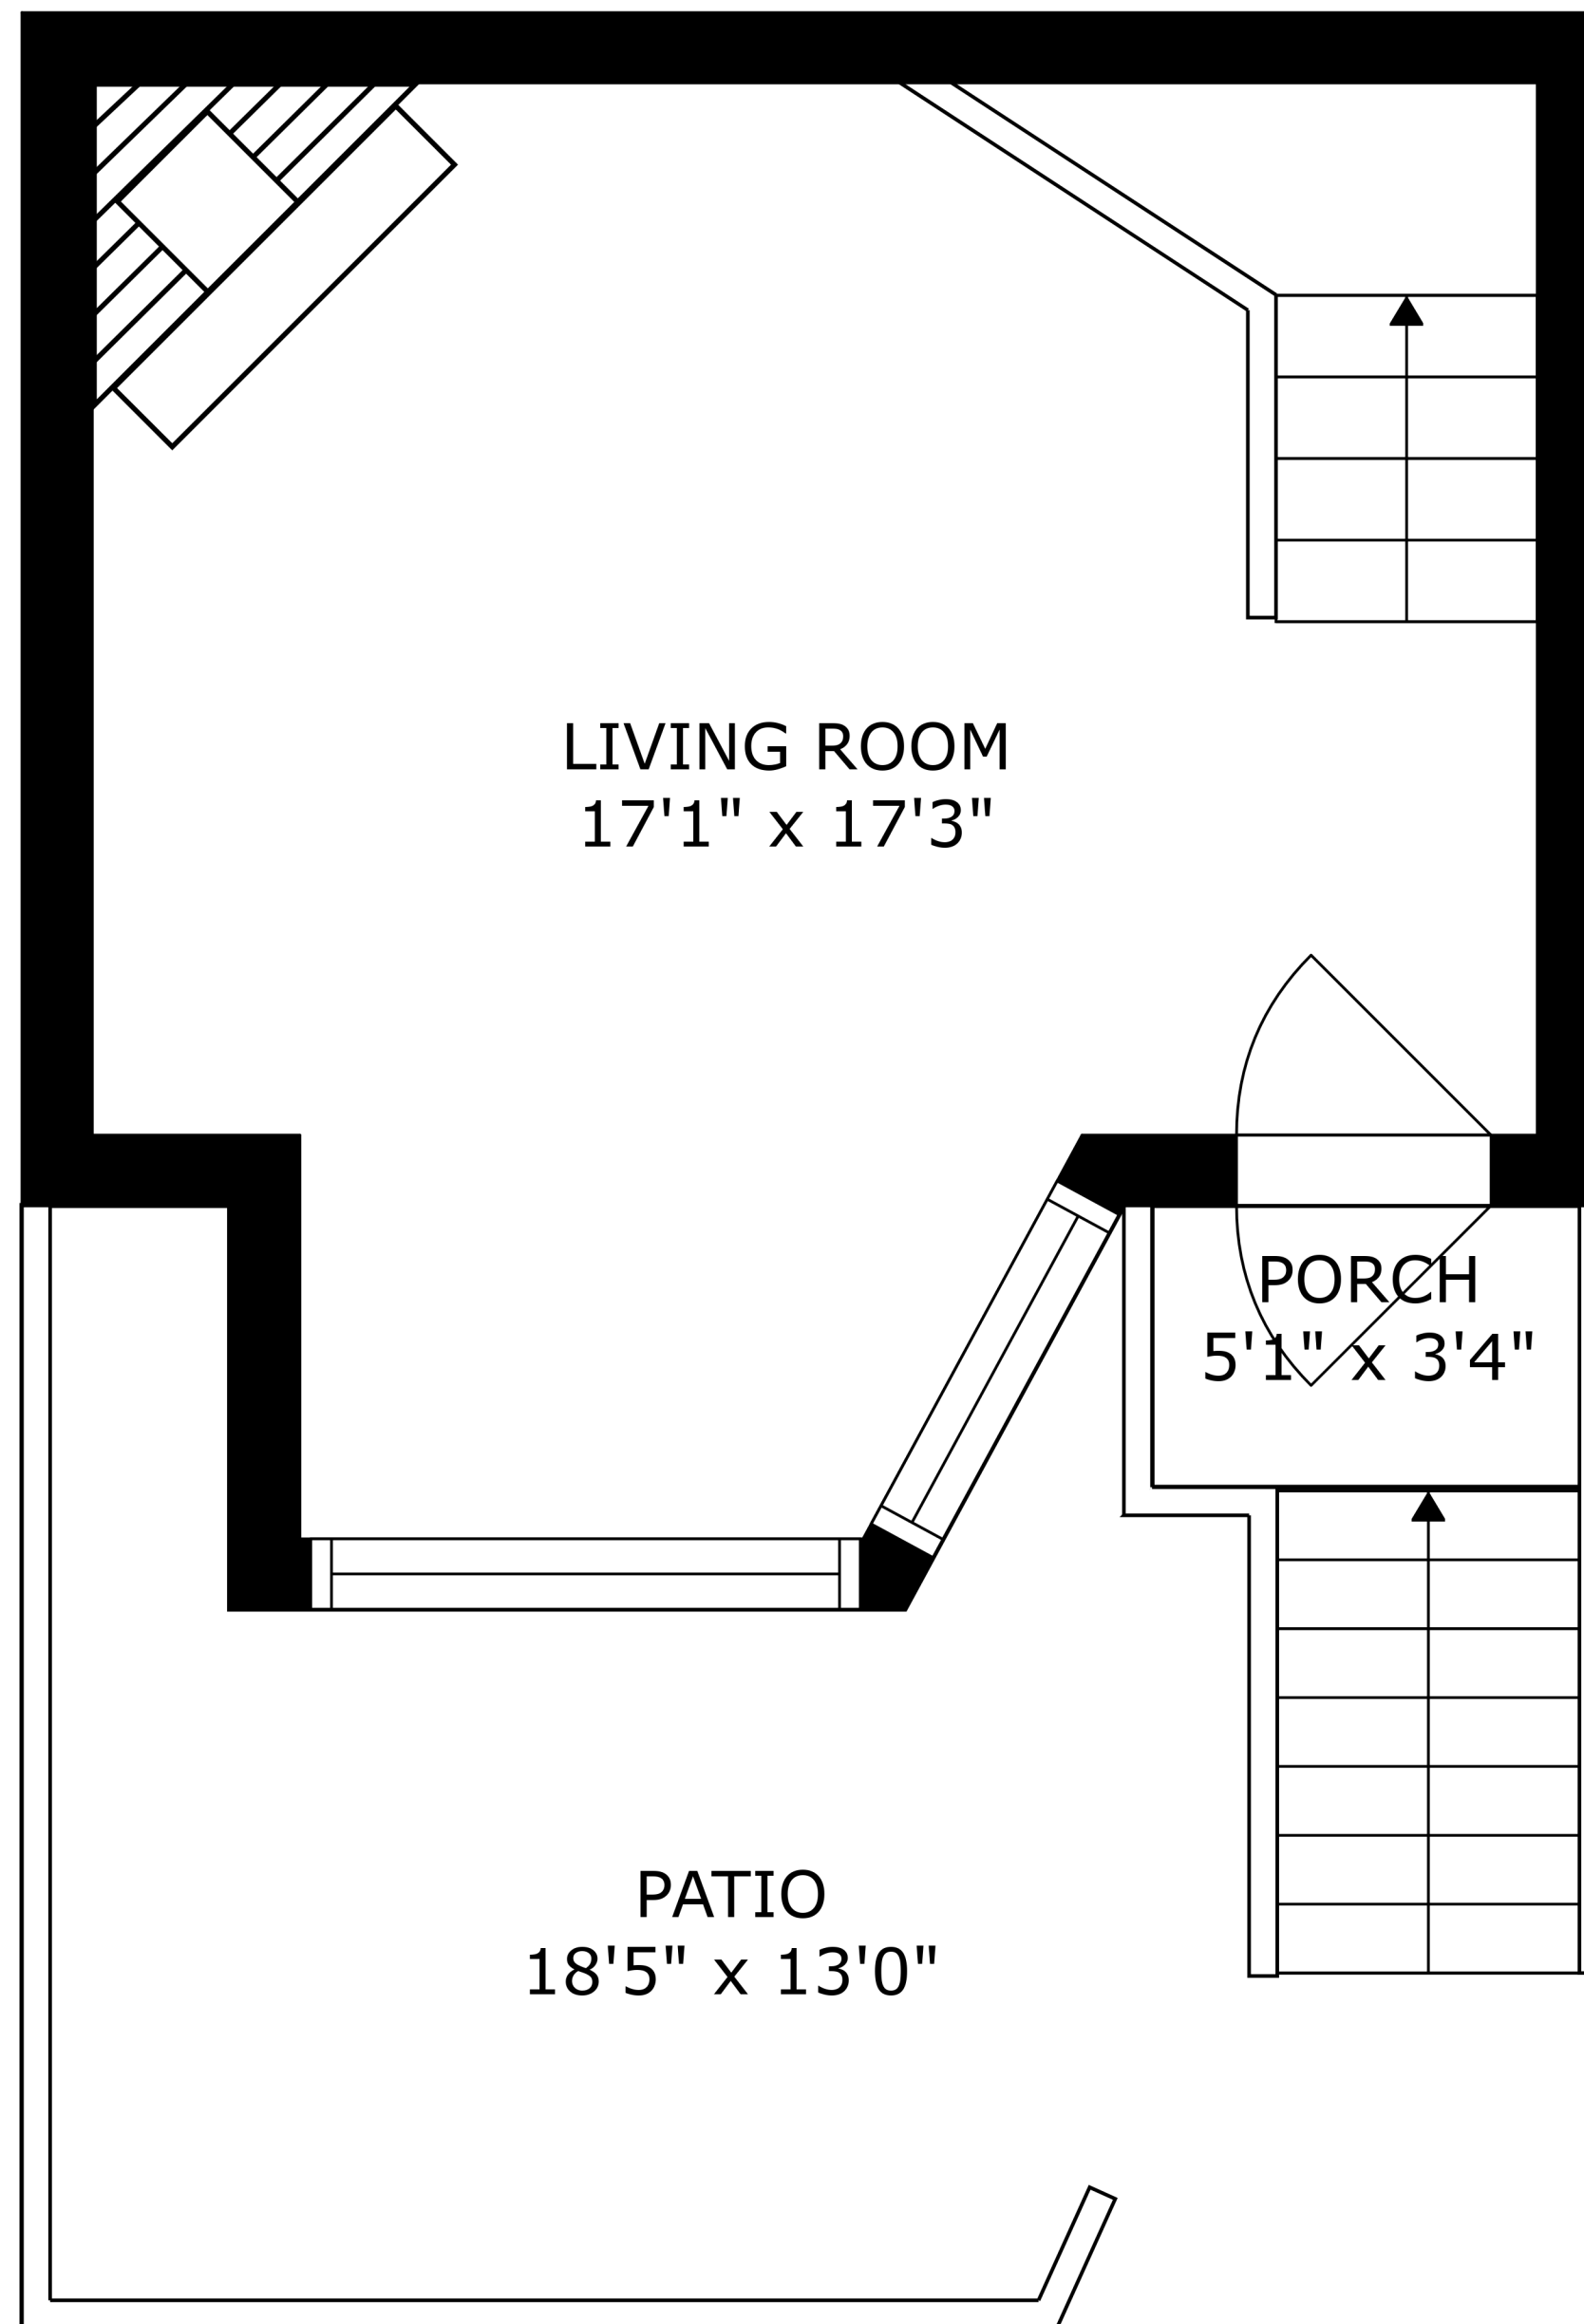 LIVING ROOM
17'1" x 17'3"
PORCH
5'1" x 3'4"
PATIO
18'5" x 13'0"